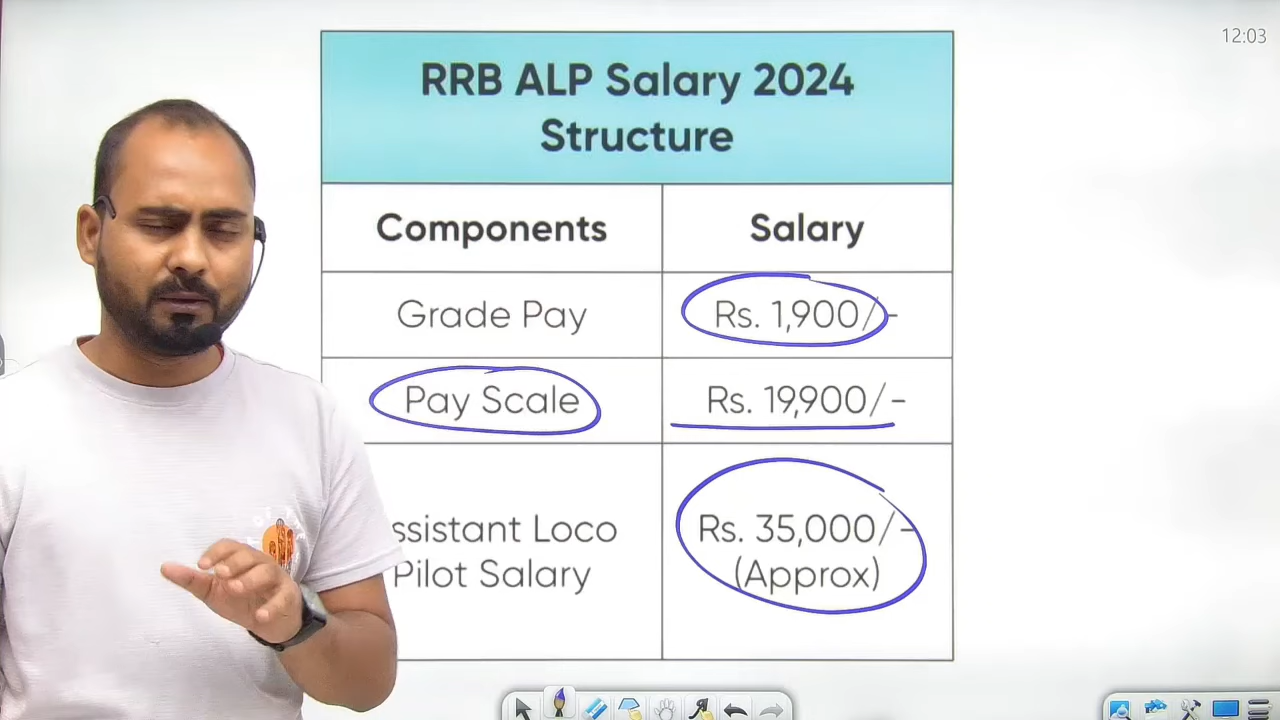 12:03
RRB ALP Salary 2024
Structure
Components Salary
Grade Pay Rs. 1,900/-
Pay Scale Rs. 19,900/-
ssistant Loco
Pilot Salary
Rs. 35,000/-
(Approx)